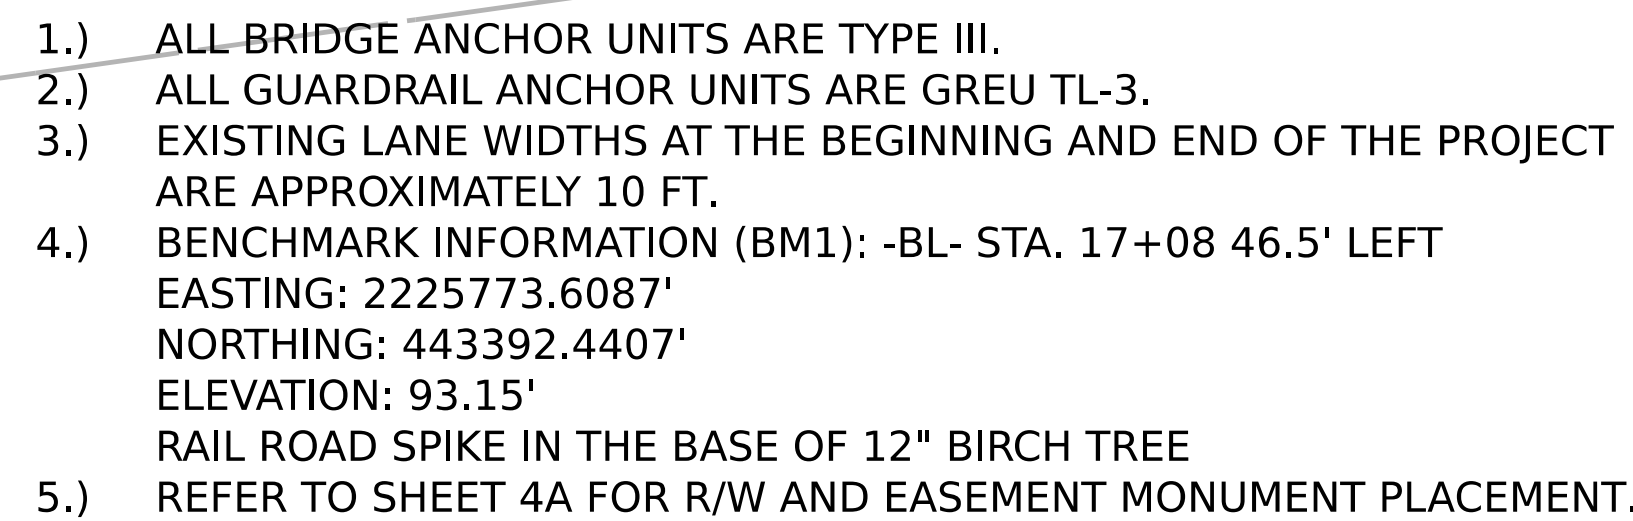 1.) ALL BRIDGE ANCHOR UNITS ARE TYPE III.
2.) ALL GUARDRAIL ANCHOR UNITS ARE GREU TL-3.
3.) EXISTING LANE WIDTHS AT THE BEGINNING AND END OF THE PROJECT
ARE APPROXIMATELY 10 FT.
4.) BENCHMARK INFORMATION (BM1): -BL- STA. 17+08 46.5' LEFT
EASTING: 2225773.6087'
NORTHING: 443392.4407'
ELEVATION: 93.15'
RAIL ROAD SPIKE IN THE BASE OF 12" BIRCH TREE
5.) REFER TO SHEET 4A FOR R/W AND EASEMENT MONUMENT PLACEMENT.